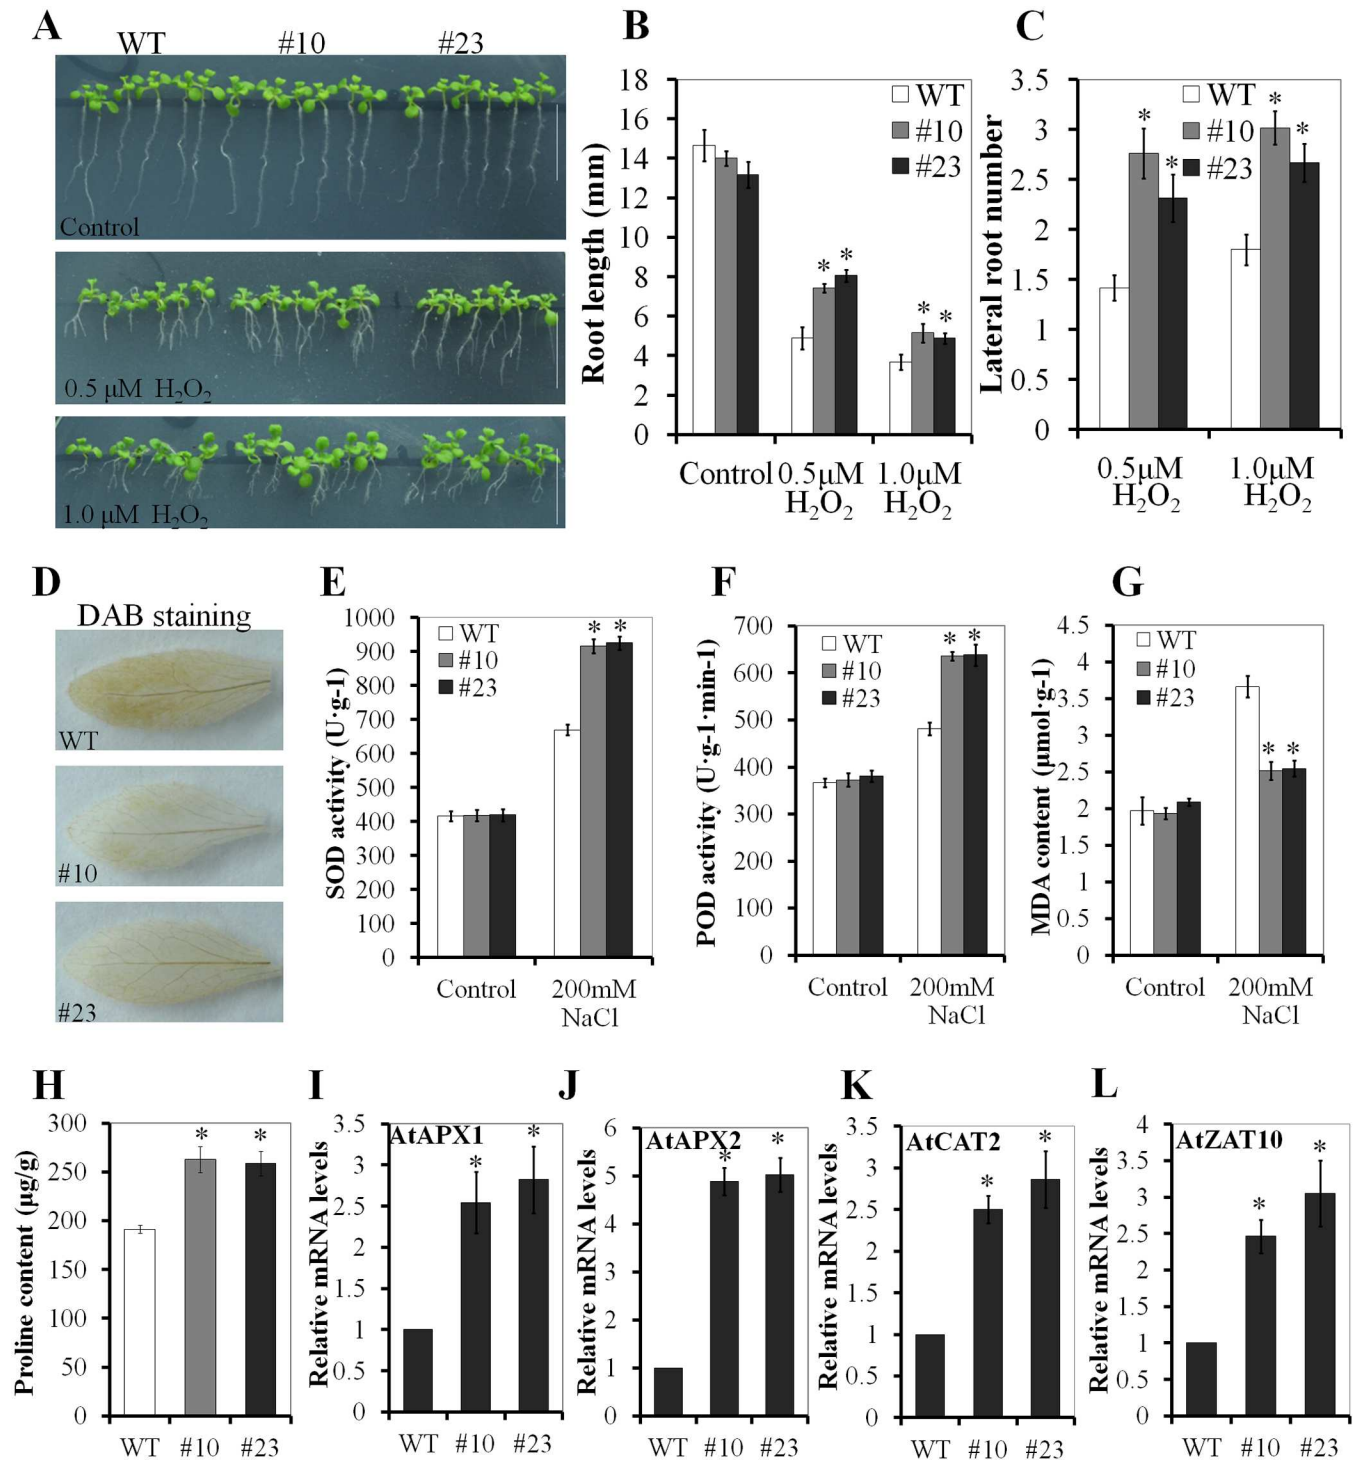 A
WT #10 #23
Control
0.5 μM H₂O₂
1.0 μM H₂O₂
B
Root length (mm)
18
16
14
12
10
8
6
4
2
0
WT
#10
#23
* *
* *
Control 0.5μM 1.0μM
H₂O₂ H₂O₂
C
Lateral root number
3.5
3
2.5
2
1.5
1
0.5
0
WT
#10
#23
* *
* *
0.5μM 1.0μM
H₂O₂ H₂O₂
D
DAB staining
WT
#10
#23
E
SOD activity (U·g-1)
1000
900
800
700
600
500
400
300
200
100
0
WT
#10
#23
* *
Control 200mM
NaCl
F
POD activity (U·g-1·min-1)
700
600
500
400
300
200
100
0
WT
#10
#23
* *
Control 200mM
NaCl
G
MDA content (μmol·g-1)
4.5
4
3.5
3
2.5
2
1.5
1
0.5
0
WT
#10
#23
* *
Control 200mM
NaCl
H
Proline content (μg/g)
300
250
200
150
100
50
0
* *
WT #10 #23
I
Relative mRNA levels
3.5
3
2.5
2
1.5
1
0.5
0
AtAPX1
* *
WT #10 #23
J
Relative mRNA levels
6
5
4
3
2
1
0
AtAPX2
* *
WT #10 #23
K
Relative mRNA levels
3.5
3
2.5
2
1.5
1
0.5
0
AtCAT2
* *
WT #10 #23
L
Relative mRNA levels
4
3.5
3
2.5
2
1.5
1
0.5
0
AtZAT10
* *
WT #10 #23